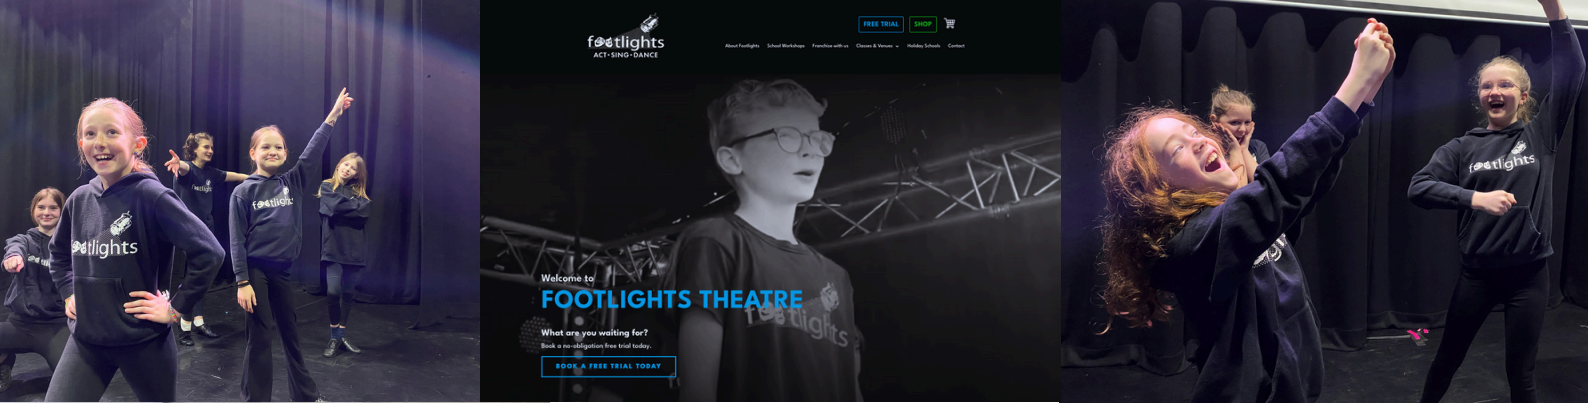 footlights
footlights
footlights
footlights
ACT•SING•DANCE
FREE TRIAL
SHOP
About Footlights
School Workshops
Franchise with us
Classes & Venues
Holiday Schools
Contact
Welcome to
FOOTLIGHTS THEATRE
footlights
What are you waiting for?
Book a no-obligation free trial today.
BOOK A FREE TRIAL TODAY
footlights